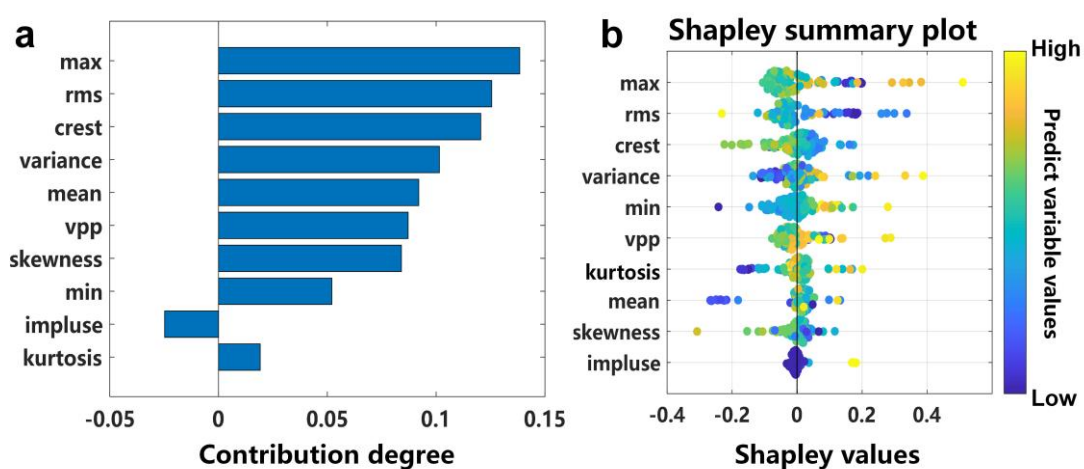 a
max
rms
crest
variance
mean
vpp
skewness
min
impluse
kurtosis
-0.05
0
0.05
0.1
0.15
Contribution degree
b
Shapley summary plot
max
rms
crest
variance
min
vpp
kurtosis
mean
skewness
impluse
-0.4
-0.2
0
0.2
0.4
Shapley values
High
Predict variable values
Low